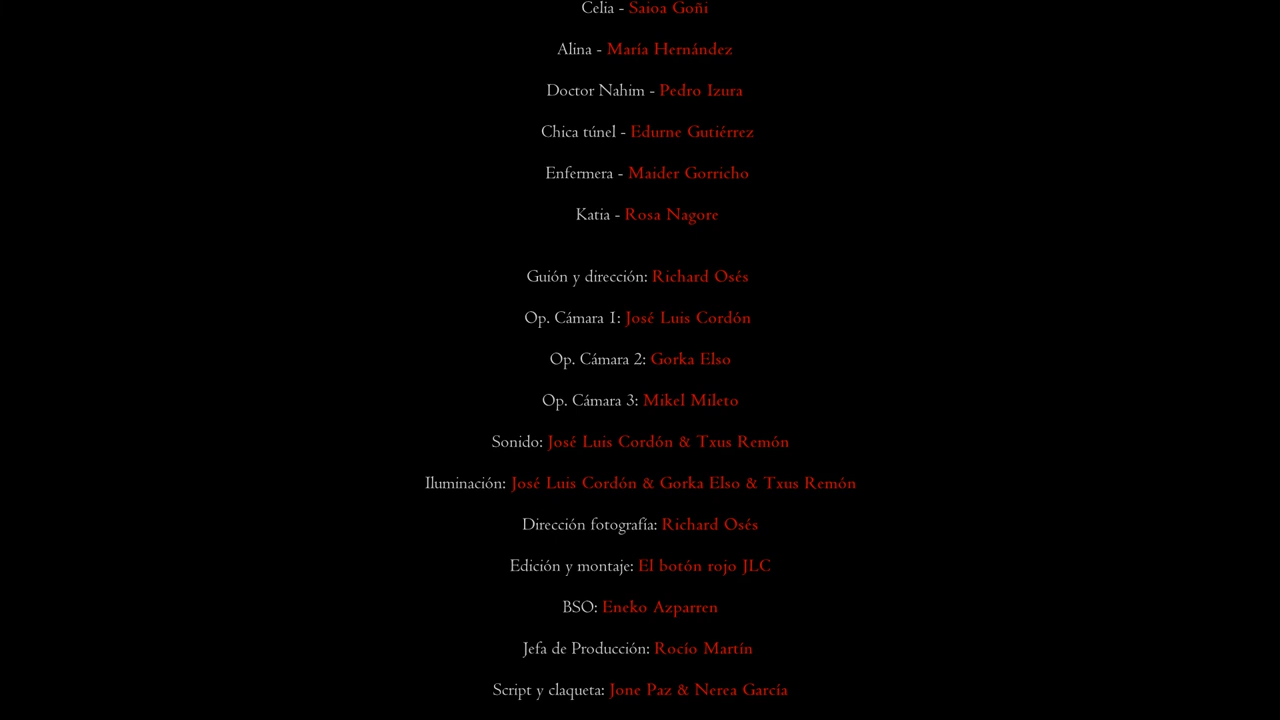 Celia - Saioa Goñi
Alina - María Hernández
Doctor Nahim - Pedro Izura
Chica túnel - Edurne Gutiérrez
Enfermera - Maider Gorricho
Katia - Rosa Nagore
Guión y dirección: Richard Osés
Op. Cámara 1: José Luis Cordón
Op. Cámara 2: Gorka Elso
Op. Cámara 3: Mikel Mileto
Sonido: José Luis Cordón & Txus Remón
Iluminación: José Luis Cordón & Gorka Elso & Txus Remón
Dirección fotografía: Richard Osés
Edición y montaje: El botón rojo JLC
BSO: Eneko Azparren
Jefa de Producción: Rocío Martín
Script y claqueta: Jone Paz & Nerea García